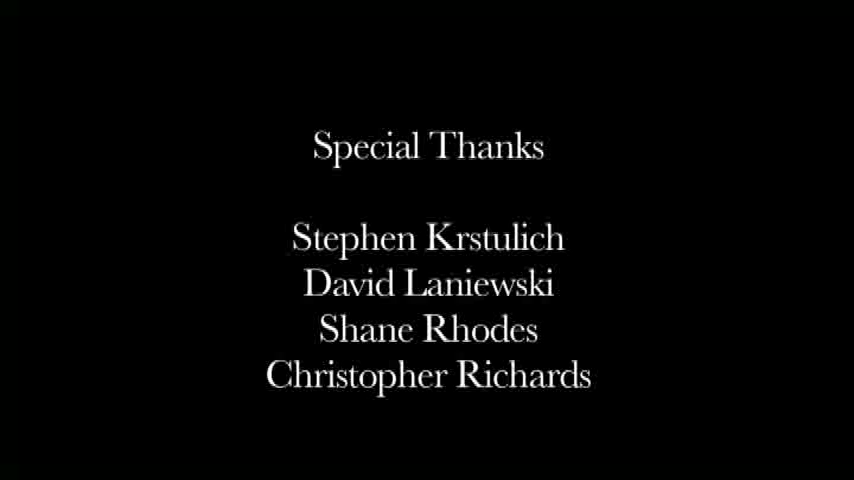 Special Thanks
Stephen Krstulich
David Laniewski
Shane Rhodes
Christopher Richards